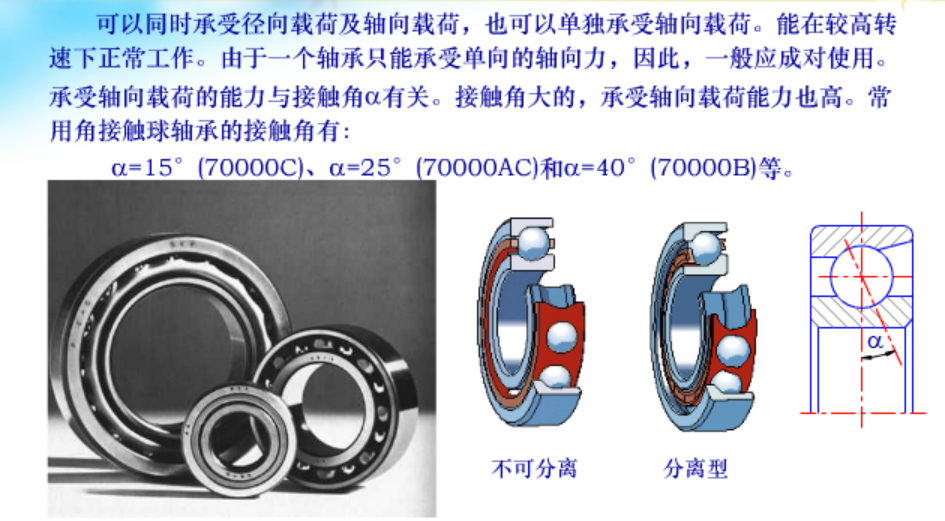 可以同时承受径向载荷及轴向载荷，也可以单独承受轴向载荷。能在较高转
速下正常工作。由于一个轴承只能承受单向的轴向力，因此，一般应成对使用。
承受轴向载荷的能力与接触角α有关。接触角大的，承受轴向载荷能力也高。常
用角接触球轴承的接触角有:
α=15°(70000C)、α=25°(70000AC)和α=40°(70000B)等。
α
不可分离
分离型